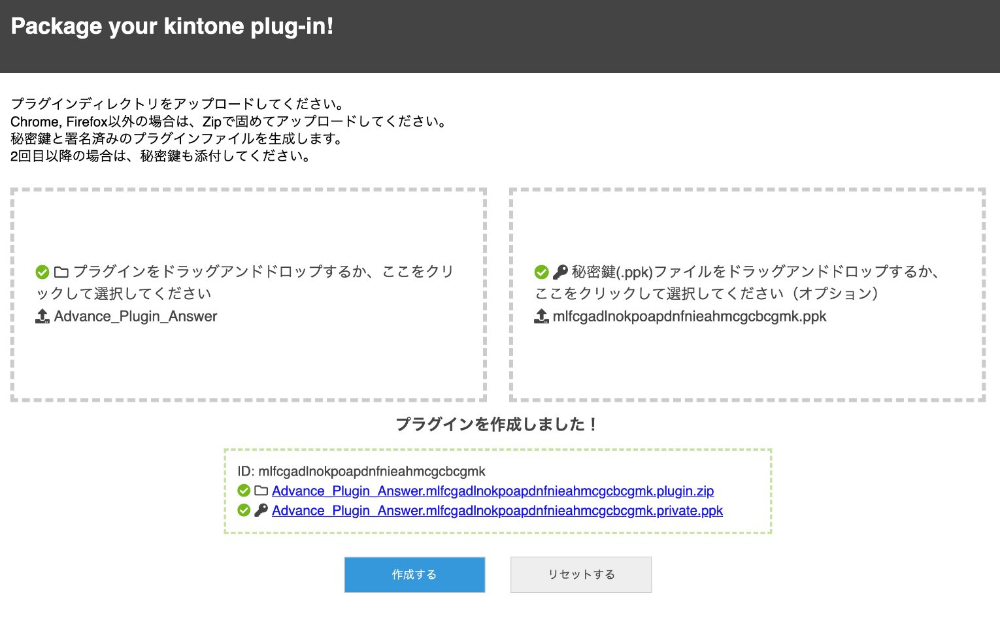 Package your kintone plug-in!
プラグインディレクトリをアップロードしてください。
Chrome, Firefox以外の場合は、Zipで固めてアップロードしてください。
秘密鍵と署名済みのプラグインファイルを生成します。
2回目以降の場合は、秘密鍵も添付してください。
プラグインをドラッグアンドドロップするか、ここをクリ
ックして選択してください
Advance_Plugin_Answer
秘密鍵(.ppk)ファイルをドラッグアンドドロップするか、
ここをクリックして選択してください（オプション）
mlfcgadlnokpoapdnfnieahmcgcbcgmk.ppk
プラグインを作成しました！
ID: mlfcgadlnokpoapdnfnieahmcgcbcgmk
Advance_Plugin_Answer.mlfcgadlnokpoapdnfnieahmcgcbcgmk.plugin.zip
Advance_Plugin_Answer.mlfcgadlnokpoapdnfnieahmcgcbcgmk.private.ppk
作成する
リセットする